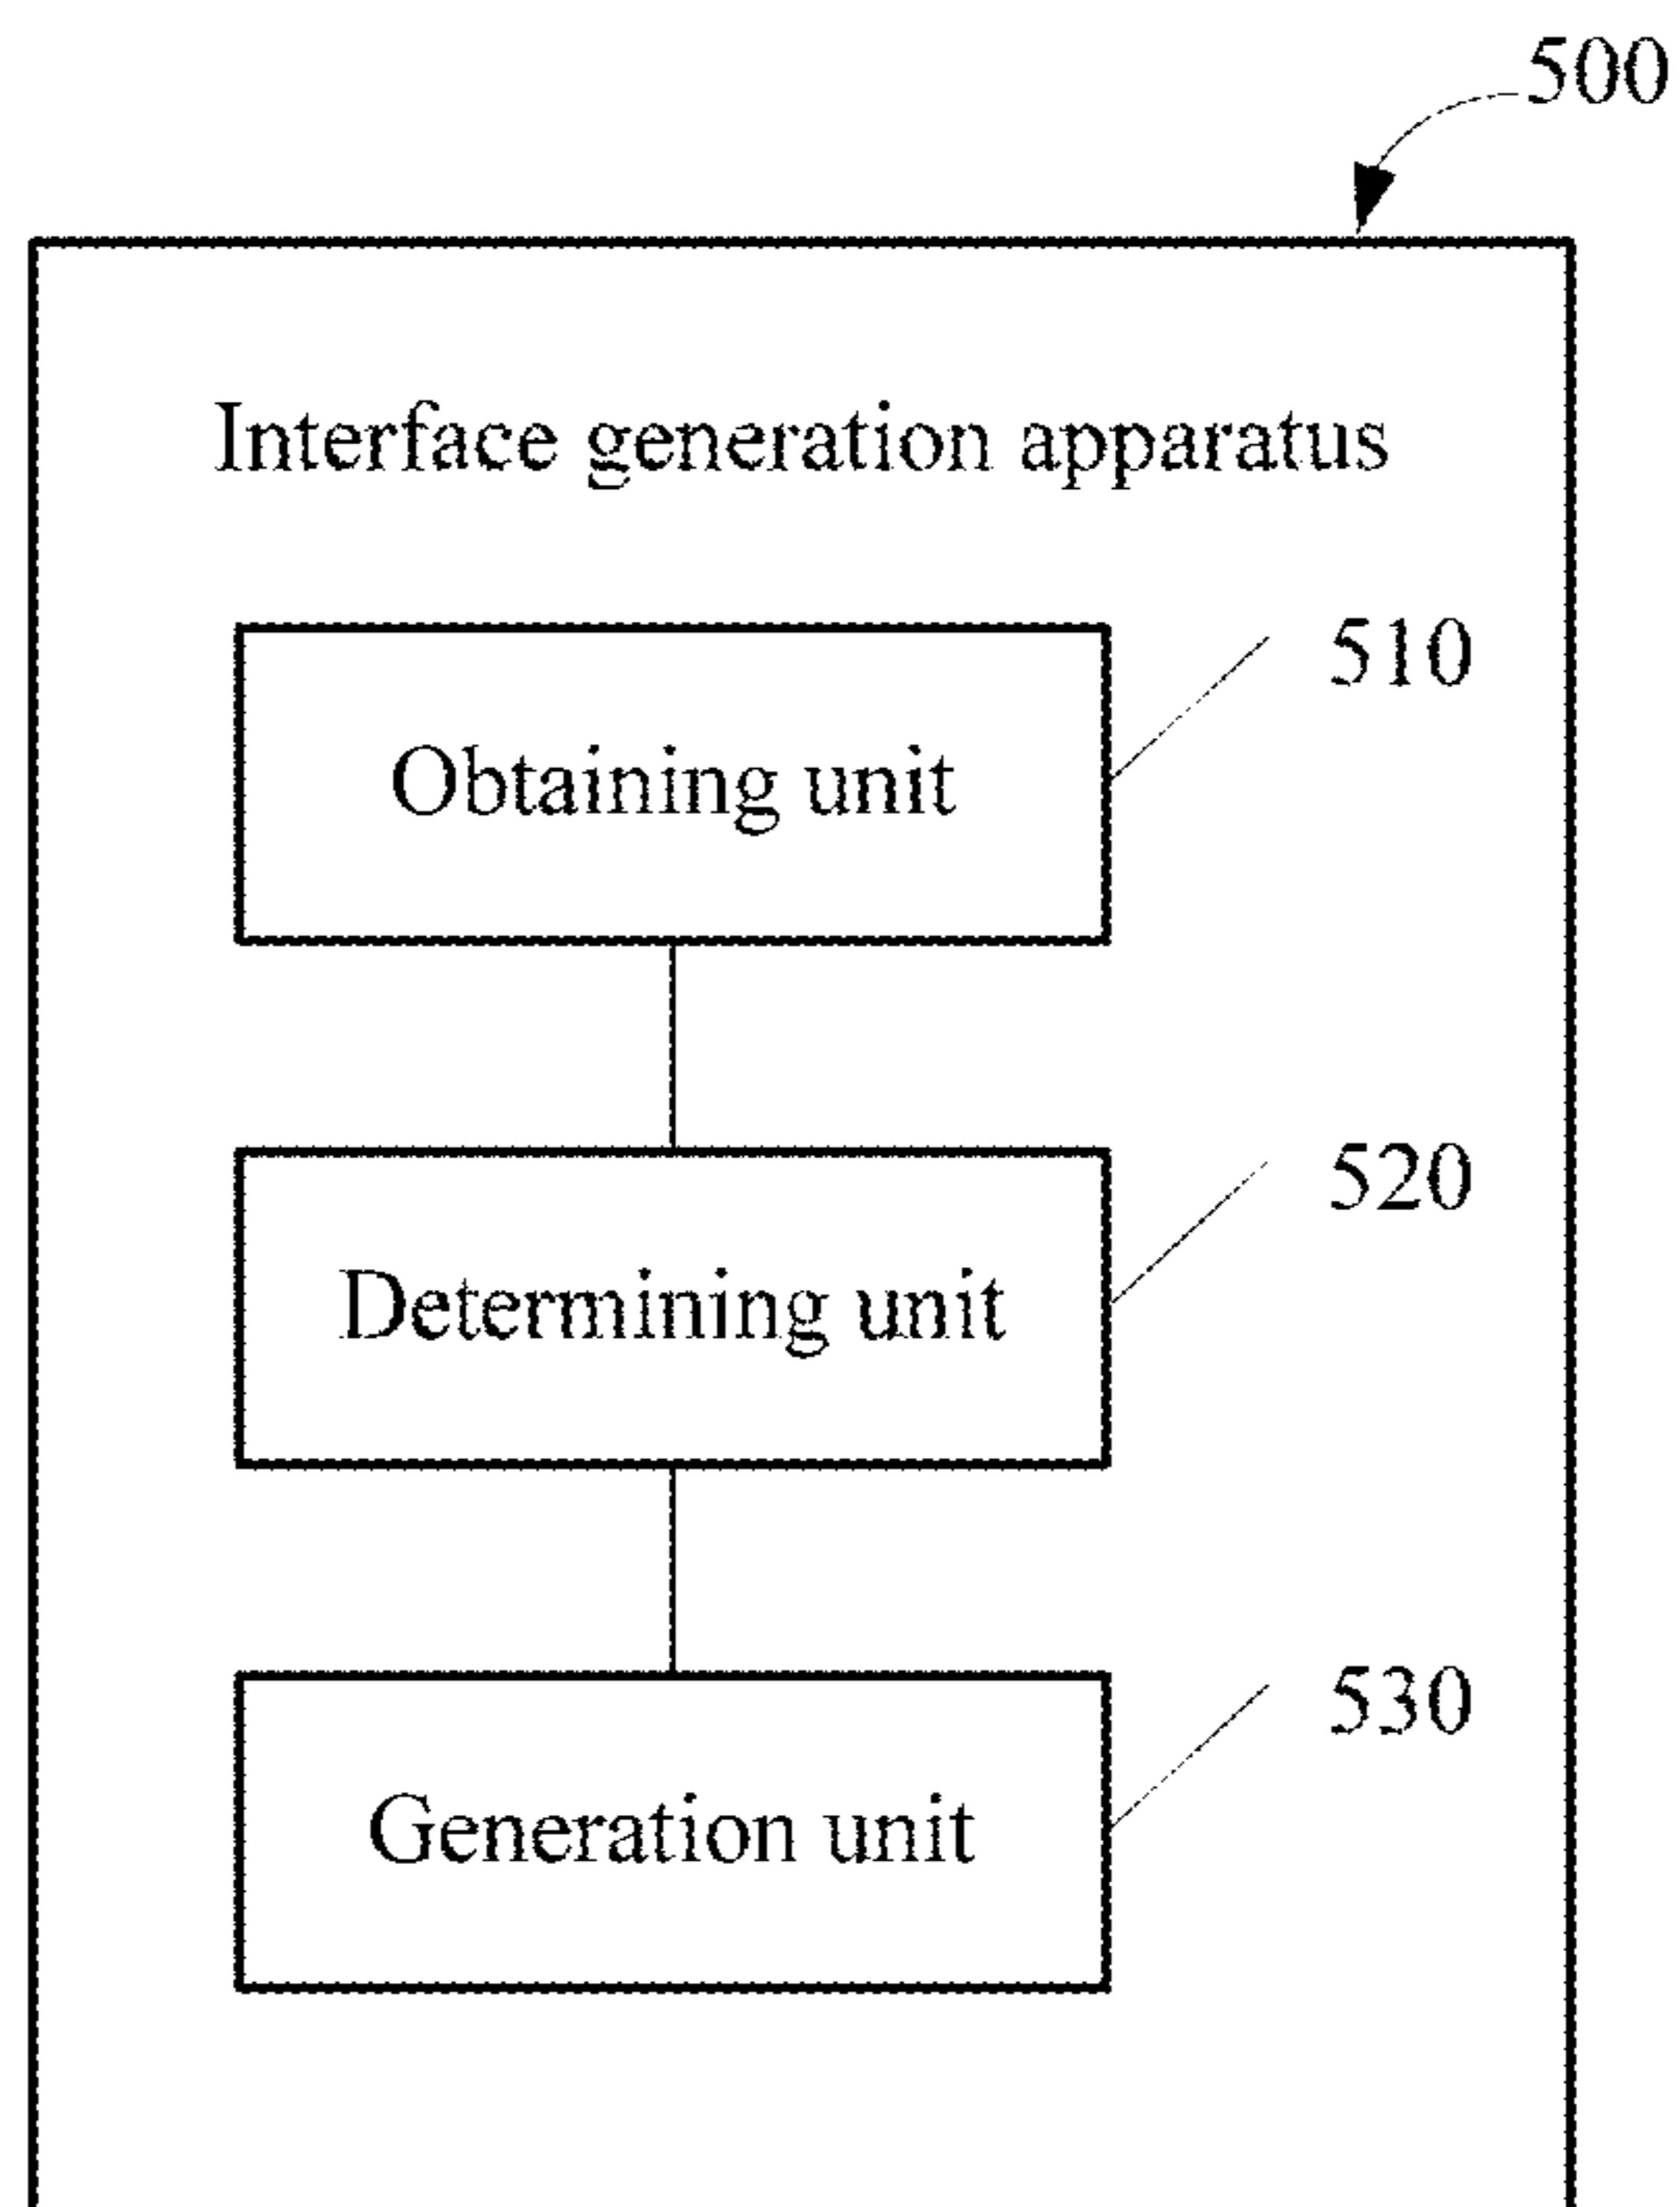 500
Interface generation apparatus
510
Obtaining unit
520
Determining unit
530
Generation unit